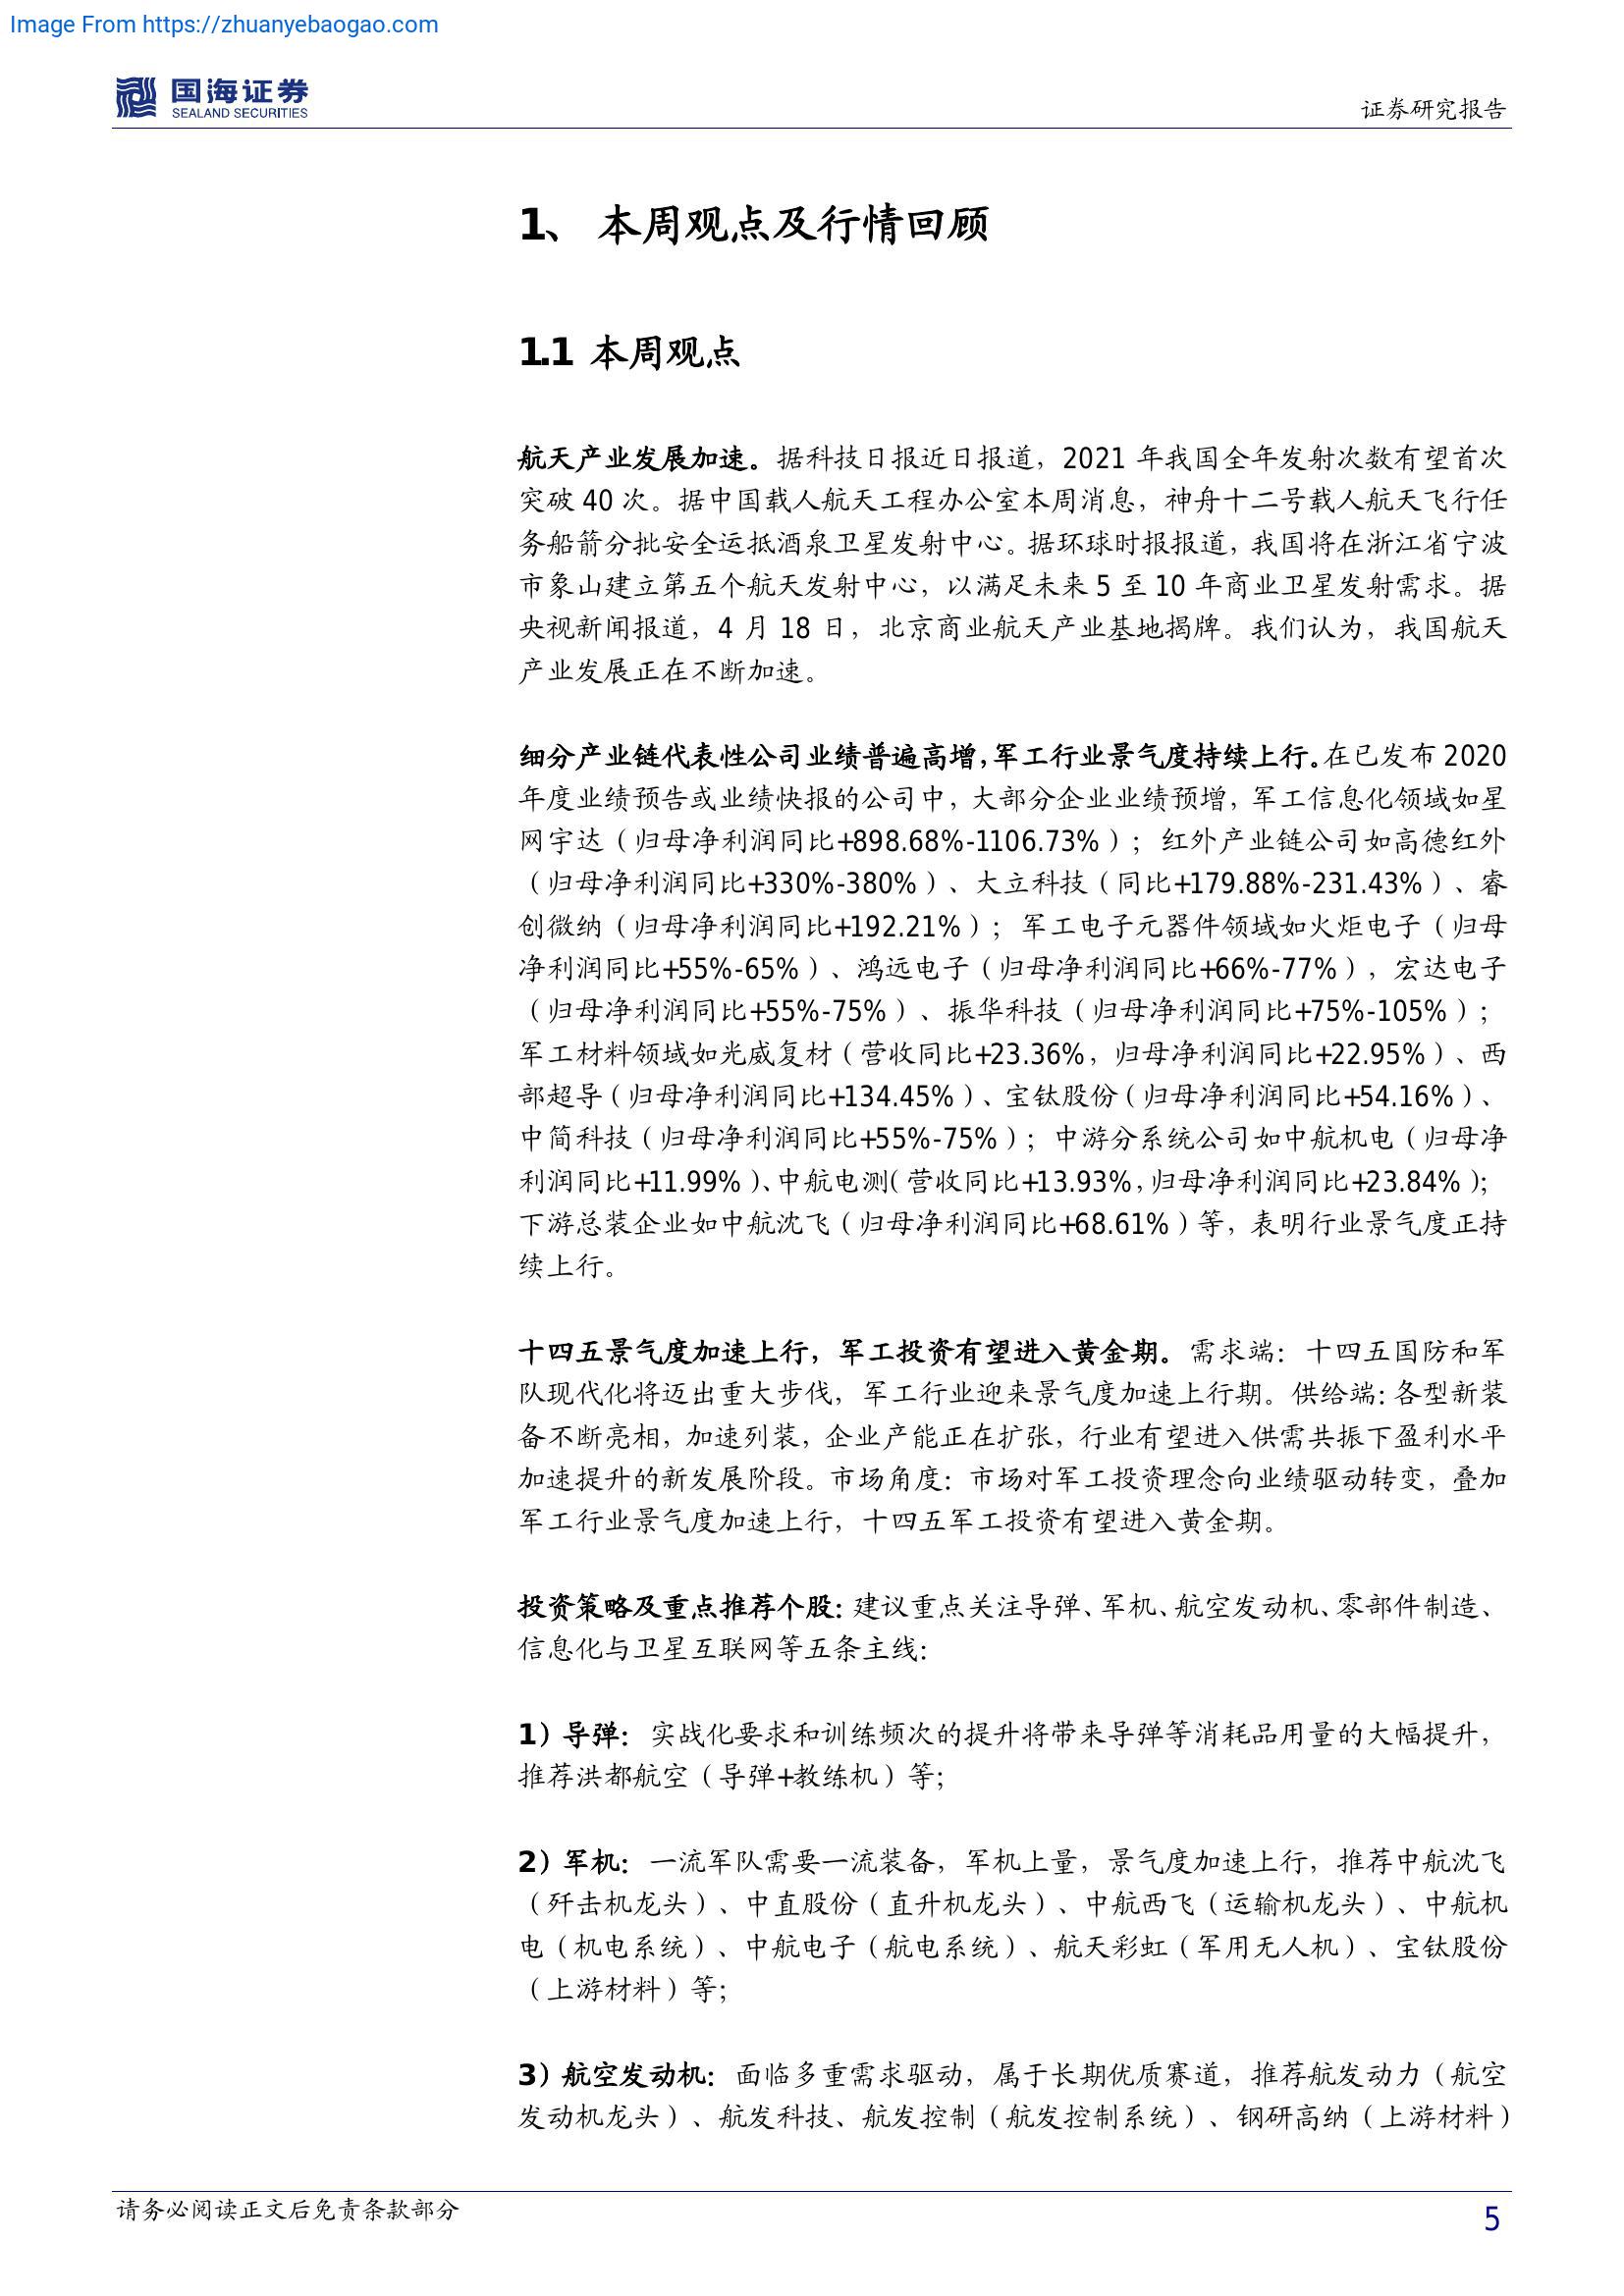 Image From https://zhuanyebaogao.com
国海证券
SEALAND SECURITIES
证券研究报告
1、 本周观点及行情回顾
1.1 本周观点
航天产业发展加速。据科技日报近日报道，2021 年我国全年发射次数有望首次
突破 40 次。据中国载人航天工程办公室本周消息，神舟十二号载人航天飞行任
务船箭分批安全运抵酒泉卫星发射中心。据环球时报报道，我国将在浙江省宁波
市象山建立第五个航天发射中心，以满足未来 5 至 10 年商业卫星发射需求。据
央视新闻报道，4 月 18 日，北京商业航天产业基地揭牌。我们认为，我国航天
产业发展正在不断加速。
细分产业链代表性公司业绩普遍高增，军工行业景气度持续上行。在已发布 2020
年度业绩预告或业绩快报的公司中，大部分企业业绩预增，军工信息化领域如星
网宇达（归母净利润同比+898.68%-1106.73%）；红外产业链公司如高德红外
（归母净利润同比+330%-380%）、大立科技（同比+179.88%-231.43%）、睿
创微纳（归母净利润同比+192.21%）；军工电子元器件领域如火炬电子（归母
净利润同比+55%-65%）、鸿远电子（归母净利润同比+66%-77%），宏达电子
（归母净利润同比+55%-75%）、振华科技（归母净利润同比+75%-105%）；
军工材料领域如光威复材（营收同比+23.36%，归母净利润同比+22.95%）、西
部超导（归母净利润同比+134.45%）、宝钛股份（归母净利润同比+54.16%）、
中简科技（归母净利润同比+55%-75%）；中游分系统公司如中航机电（归母净
利润同比+11.99%）、中航电测（营收同比+13.93%，归母净利润同比+23.84%）；
下游总装企业如中航沈飞（归母净利润同比+68.61%）等，表明行业景气度正持
续上行。
十四五景气度加速上行，军工投资有望进入黄金期。需求端：十四五国防和军
队现代化将迈出重大步伐，军工行业迎来景气度加速上行期。供给端：各型新装
备不断亮相，加速列装，企业产能正在扩张，行业有望进入供需共振下盈利水平
加速提升的新发展阶段。市场角度：市场对军工投资理念向业绩驱动转变，叠加
军工行业景气度加速上行，十四五军工投资有望进入黄金期。
投资策略及重点推荐个股：建议重点关注导弹、军机、航空发动机、零部件制造、
信息化与卫星互联网等五条主线：
1）导弹：实战化要求和训练频次的提升将带来导弹等消耗品用量的大幅提升，
推荐洪都航空（导弹+教练机）等；
2）军机：一流军队需要一流装备，军机上量，景气度加速上行，推荐中航沈飞
（歼击机龙头）、中直股份（直升机龙头）、中航西飞（运输机龙头）、中航机
电（机电系统）、中航电子（航电系统）、航天彩虹（军用无人机）、宝钛股份
（上游材料）等；
3）航空发动机：面临多重需求驱动，属于长期优质赛道，推荐航发动力（航空
发动机龙头）、航发科技、航发控制（航发控制系统）、钢研高纳（上游材料）
请务必阅读正文后免责条款部分
5